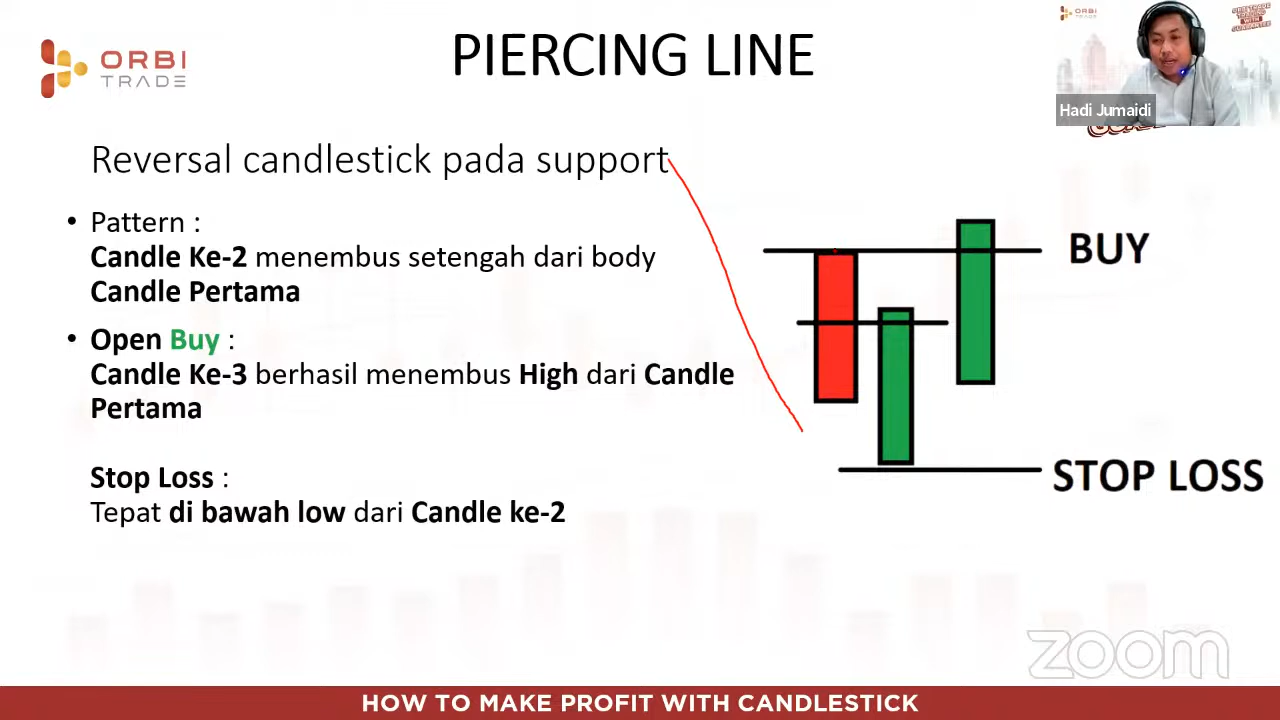 ORBI
TRADE
PIERCING LINE
ORBI
TRADE
Hadi Jumaidi
Reversal candlestick pada support
• Pattern :
Candle Ke-2 menembus setengah dari body
Candle Pertama
• Open Buy :
Candle Ke-3 berhasil menembus High dari Candle
Pertama
Stop Loss :
Tepat di bawah low dari Candle ke-2
BUY
STOP LOSS
zoom
HOW TO MAKE PROFIT WITH CANDLESTICK